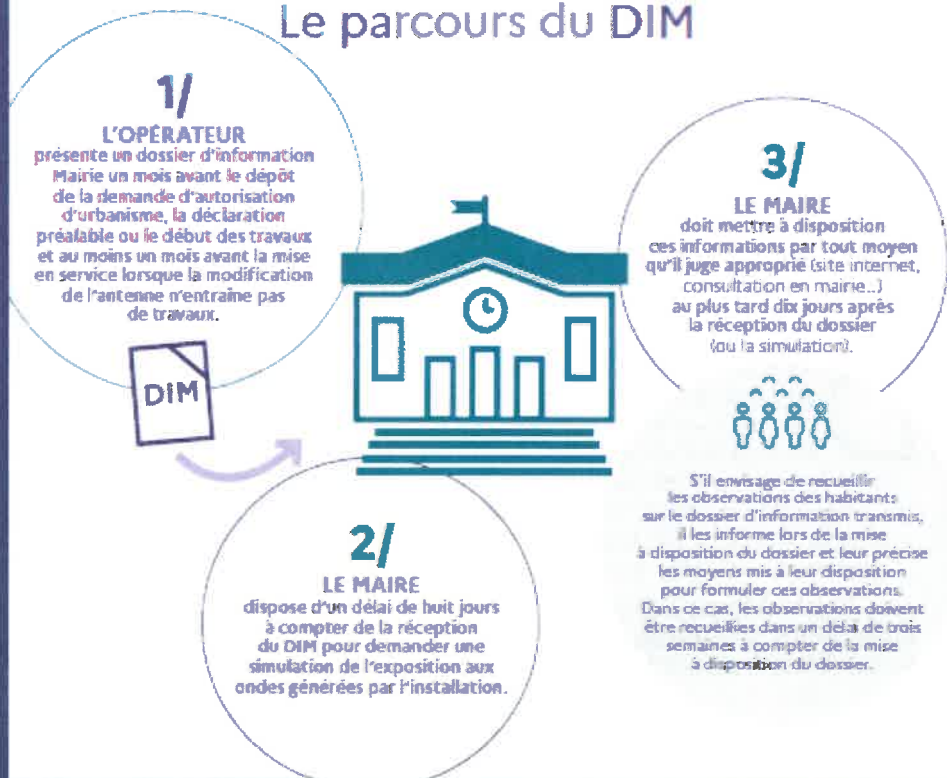 Le parcours du DIM
1/
L'OPÉRATEUR
présente un dossier d'information
Mairie un mois avant le dépôt
de la demande d'autorisation
d'urbanisme, la déclaration
préalable ou le début des travaux
et au moins un mois avant la mise
en service lorsque la modification
de l'antenne n'entraîne pas
de travaux.
DIM
2/
LE MAIRE
dispose d'un délai de huit jours
à compter de la réception
du DIM pour demander une
simulation de l'exposition aux
ondes générées par l'installation.
3/
LE MAIRE
doit mettre à disposition
ces informations par tout moyen
qu'il juge approprié (site internet,
consultation en mairie..)
au plus tard dix jours après
la réception du dossier
(ou la simulation).
S'il envisage de recueillir
les observations des habitants
sur le dossier d'information transmis,
il les informe lors de la mise
à disposition du dossier et leur précise
les moyens mis à leur disposition
pour formuler ces observations.
Dans ce cas, les observations doivent
être recueillies dans un délai de trois
semaines à compter de la mise
à disposition du dossier.